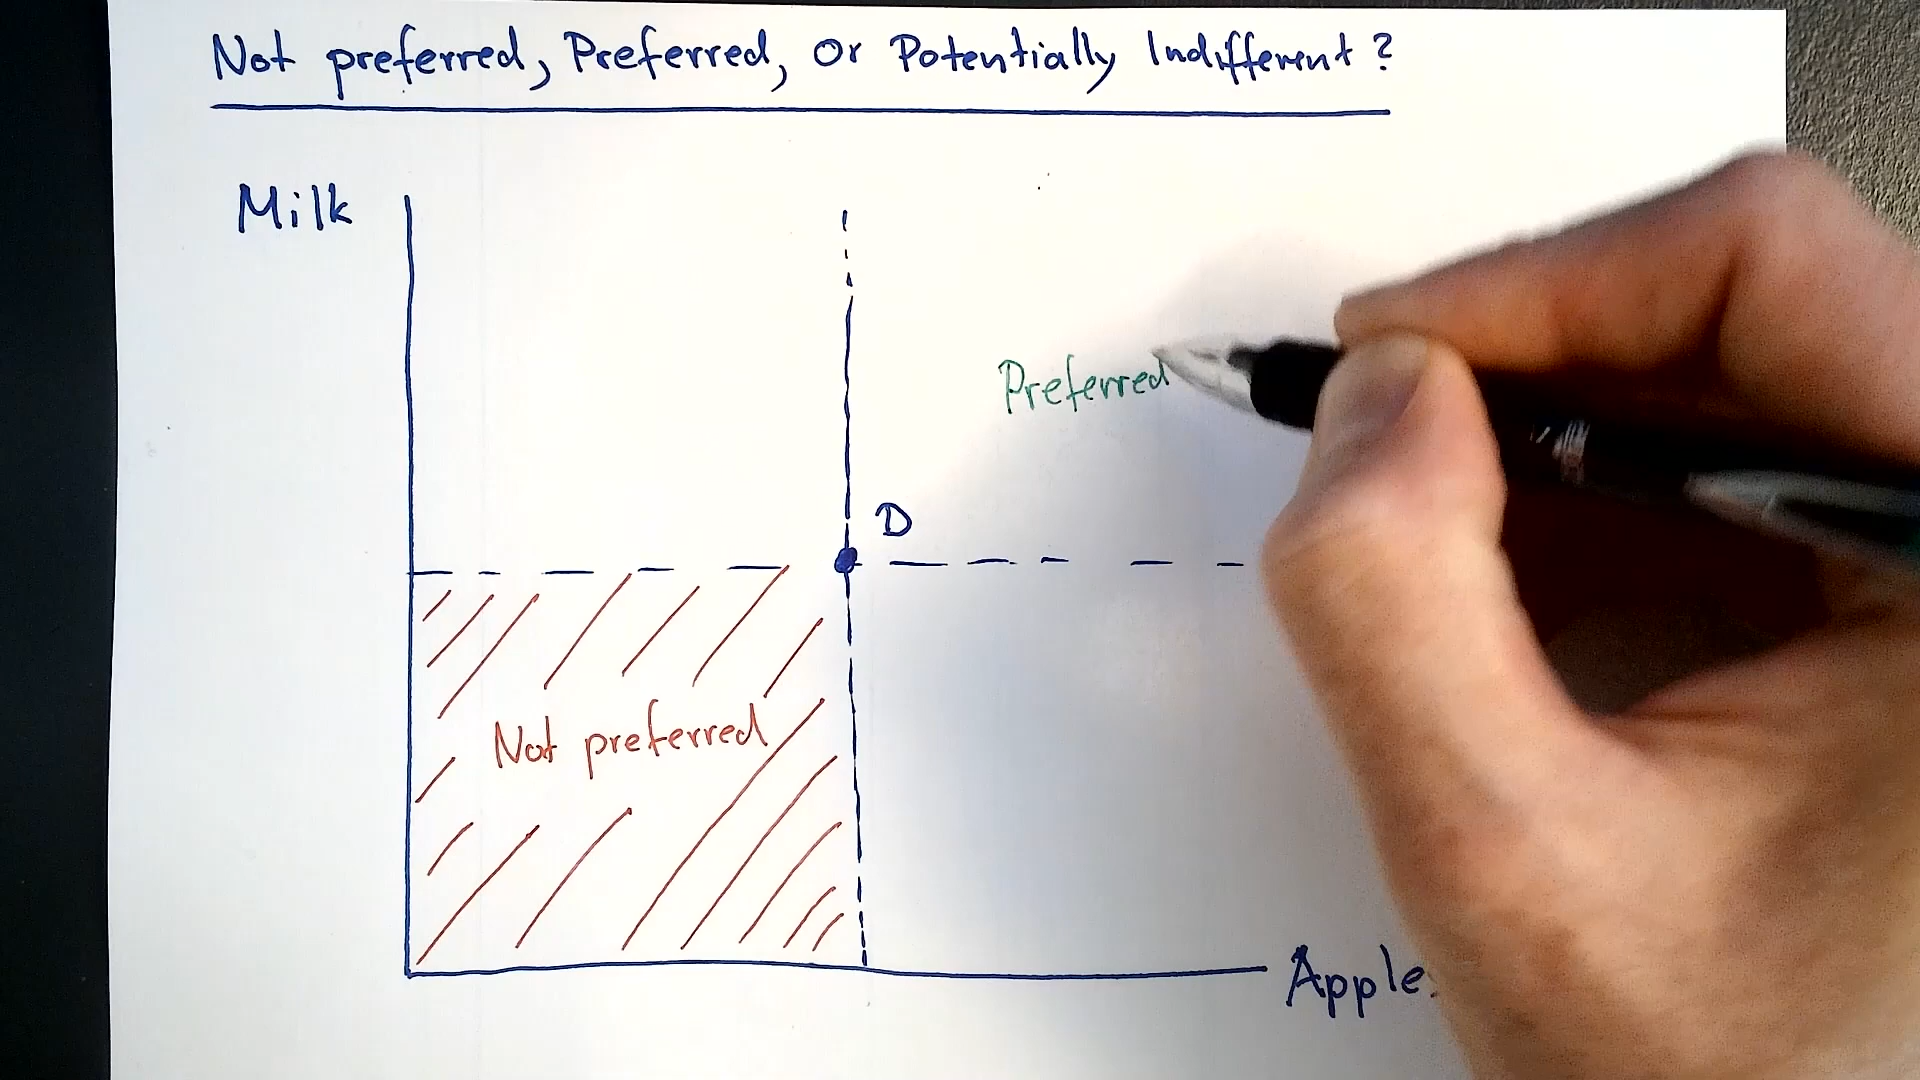 Not preferred, Preferred, or Potentially Indifferent?
Milk
Preferred
D
Not preferred
Apple